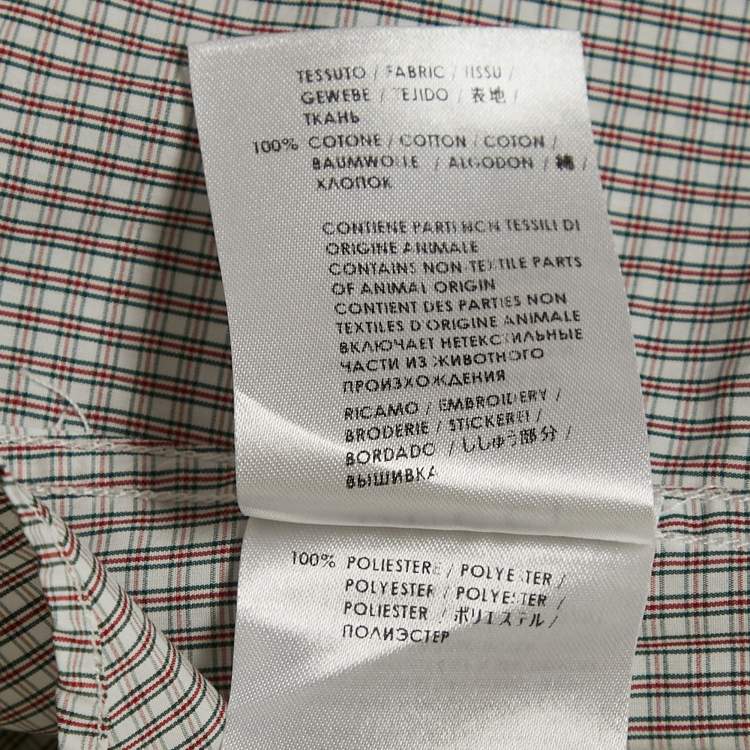 TESSUTO / FABRIC / TISSU /
GEWEBE / TEJIDO / 表地 /
ТКАНЬ
100% COTONE / COTTON / COTON /
BAUMWOLLE / ALGODON / 綿 /
ХЛОПОК
CONTIENE PARTI NON TESSILI DI
ORIGINE ANIMALE
CONTAINS NON-TEXTILE PARTS
OF ANIMAL ORIGIN
CONTIENT DES PARTIES NON
TEXTILES D'ORIGINE ANIMALE
ВКЛЮЧАЕТ НЕТЕКСТИЛЬНЫЕ
ЧАСТИ ИЗ ЖИВОТНОГО
ПРОИЗХОЖДЕНИЯ
RICAMO / EMBROIDERY /
BRODERIE / STICKEREI /
BORDADO / ししゅう部分 /
ВЫШИВКА
100% POLIESTERE / POLYESTER /
POLYESTER / POLYESTER /
POLIESTER / ポリエステル /
ПОЛИЭСТЕР